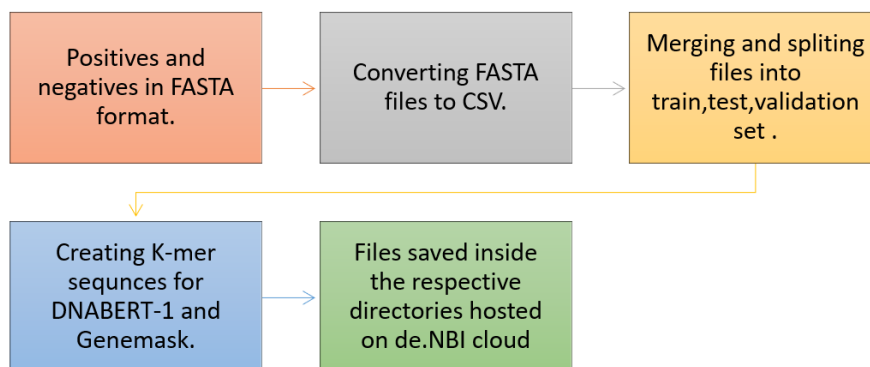 Positives and
negatives in FASTA
format.
Converting FASTA
files to CSV.
Merging and spliting
files into
train,test,validation
set .
Creating K-mer
sequnces for
DNABERT-1 and
Genemask.
Files saved inside
the respective
directories hosted
on de.NBI cloud